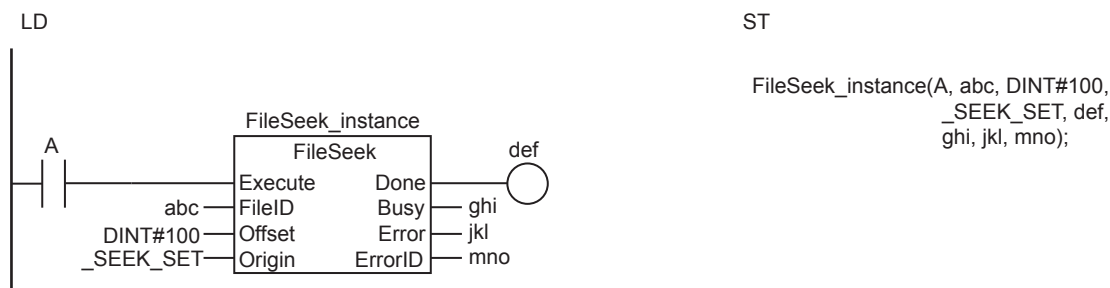 LD
ST
FileSeek_instance(A, abc, DINT#100,
_SEEK_SET, def,
ghi, jkl, mno);
FileSeek_instance
A
FileSeek
def
Execute Done
abc FileID Busy ghi
DINT#100 Offset Error jkl
_SEEK_SET Origin ErrorID mno